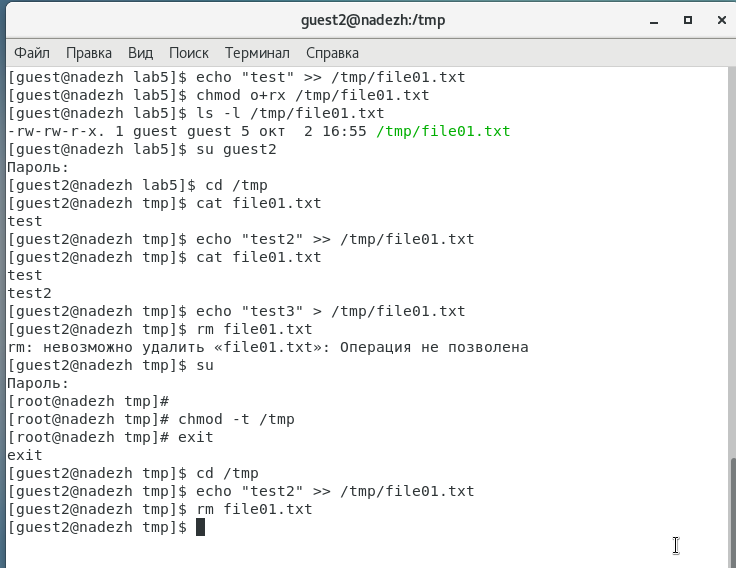 guest2@nadezh:/tmp
Файл Правка Вид Поиск Терминал Справка
[guest@nadezh lab5]$ echo "test" >> /tmp/file01.txt
[guest@nadezh lab5]$ chmod o+rx /tmp/file01.txt
[guest@nadezh lab5]$ ls -l /tmp/file01.txt
-rw-rw-r-x. 1 guest guest 5 окт  2 16:55 /tmp/file01.txt
[guest@nadezh lab5]$ su guest2
Пароль:
[guest2@nadezh lab5]$ cd /tmp
[guest2@nadezh tmp]$ cat file01.txt
test
[guest2@nadezh tmp]$ echo "test2" >> /tmp/file01.txt
[guest2@nadezh tmp]$ cat file01.txt
test
test2
[guest2@nadezh tmp]$ echo "test3" > /tmp/file01.txt
[guest2@nadezh tmp]$ rm file01.txt
rm: невозможно удалить «file01.txt»: Операция не позволена
[guest2@nadezh tmp]$ su
Пароль:
[root@nadezh tmp]#
[root@nadezh tmp]# chmod -t /tmp
[root@nadezh tmp]# exit
exit
[guest2@nadezh tmp]$ cd /tmp
[guest2@nadezh tmp]$ echo "test2" >> /tmp/file01.txt
[guest2@nadezh tmp]$ rm file01.txt
[guest2@nadezh tmp]$